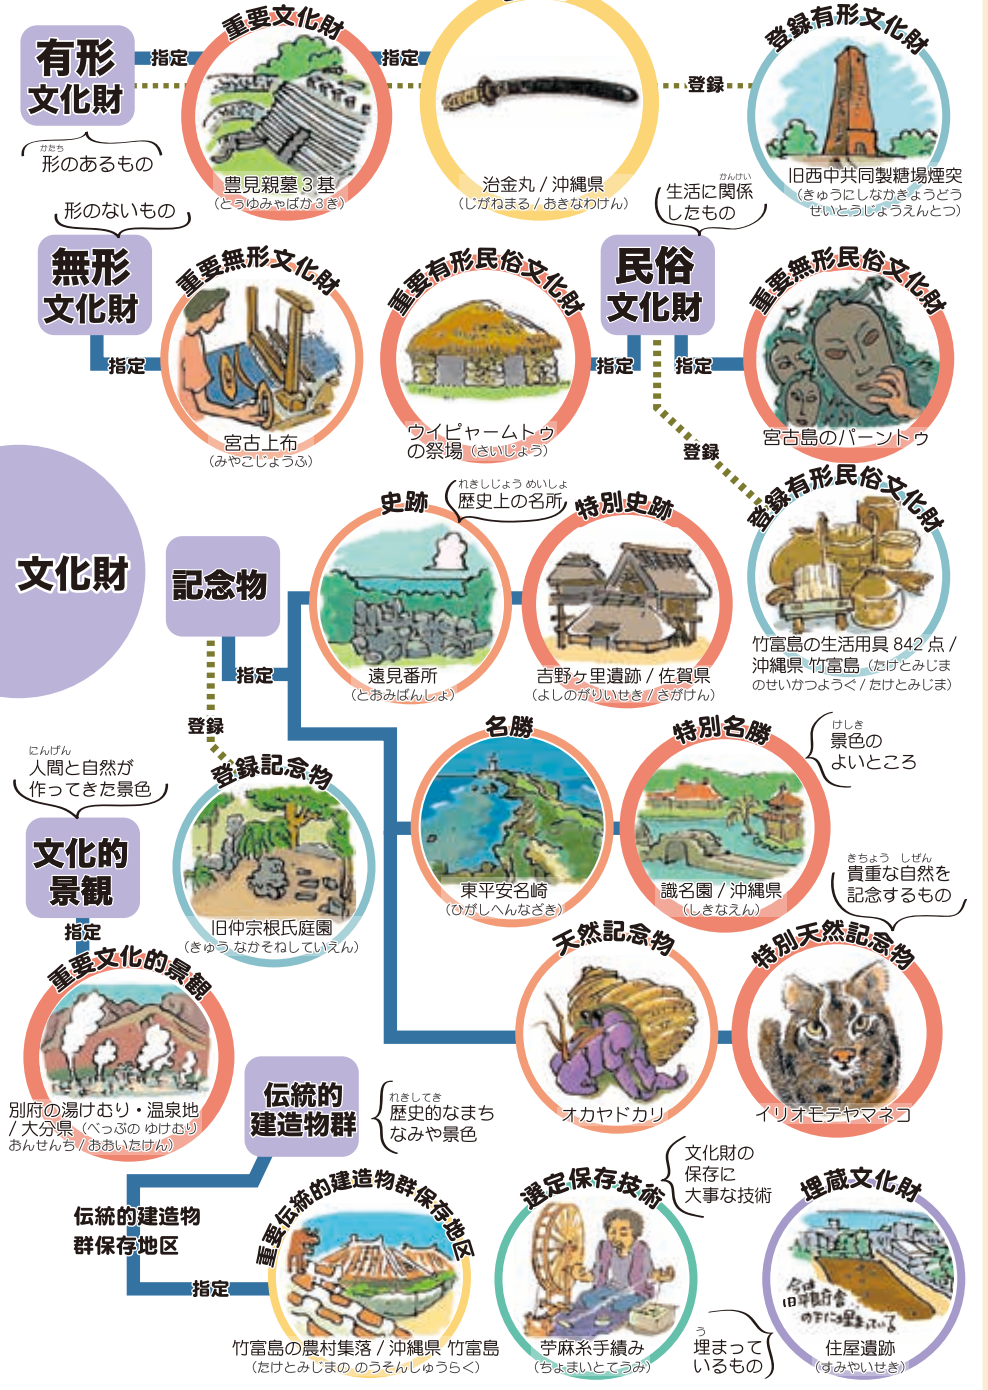 重要文化財
登録有形文化財
有形
文化財
指定
指定
登録
かたち
形のあるもの
豊見親墓3基
(とぅゆみゃばか3き)
治金丸 / 沖縄県
(じがねまる / おきなわけん)
旧西中共同製糖場煙突
(きゅうにしなかきょうどう
せいとうじょうえんとつ)
形のないもの
かんけい
生活に関係
したもの
無形
文化財
指定
重要無形文化財
宮古上布
(みやこじょうふ)
重要有形民俗文化財
ウイピャームトゥ
の祭場 (さいじょう)
民俗
文化財
指定
指定
登録
重要無形民俗文化財
宮古島のパーントゥ
登録有形民俗文化財
竹富島の生活用具 842 点 /
沖縄県 竹富島 (たけとみじま
のせいかつようぐ / たけとみじま)
文化財
記念物
指定
登録
史跡
れきしじょう めいしょ
歴史上の名所
特別史跡
遠見番所
(とおみばんしょ)
吉野ヶ里遺跡 / 佐賀県
(よしのがりいせき / さがけん)
名勝
特別名勝
けしき
景色の
よいところ
東平安名崎
(ひがしへんなざき)
識名園 / 沖縄県
(しきなえん)
登録記念物
旧仲宗根氏庭園
(きゅう なかそねしていえん)
にんげん
人間と自然が
作ってきた景色
文化的
景観
指定
重要文化的景観
別府の湯けむり・温泉地
/ 大分県 (べっぷの ゆけむり
おんせんち / おおいたけん)
きちょう しぜん
貴重な自然を
記念するもの
天然記念物
特別天然記念物
オカヤドカリ
イリオモテヤマネコ
伝統的
建造物群
れきしてき
歴史的なまち
なみや景色
伝統的建造物
群保存地区
指定
重要伝統的建造物群保存地区
竹富島の農村集落 / 沖縄県 竹富島
(たけとみじまの のうそんしゅうらく)
選定保存技術
文化財の
保存に
大事な技術
苧麻糸手績み
(ちょまいとてうみ)
埋蔵文化財
今は
旧平良庁舎
の下に埋まっている
う
埋まって
いるもの
住屋遺跡
(すみやいせき)